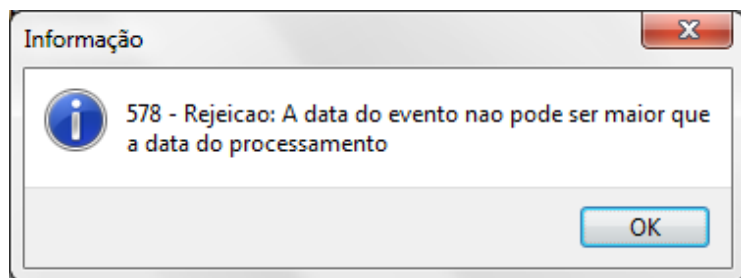 Informação
578 - Rejeicao: A data do evento nao pode ser maior que
a data do processamento
OK